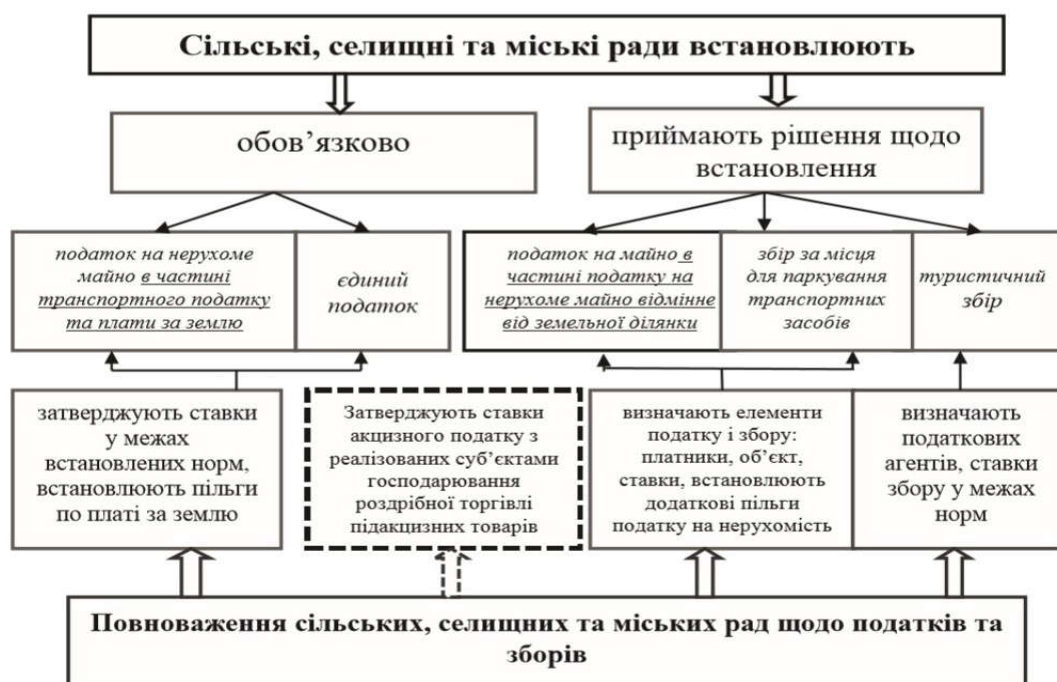 Сільські, селищні та міські ради встановлюють
обов’язково
приймають рішення щодо
встановлення
податок на нерухоме
майно в частині
транспортного податку
та плати за землю
єдиний
податок
податок на майно в
частині податку на
нерухоме майно відмінне
від земельної ділянки
збір за місця
для паркування
транспортних
засобів
туристичний
збір
затверджують ставки
у межах
встановлених норм,
встановлюють пільги
по платі за землю
Затверджують ставки
акцизного податку з
реалізованих суб’єктами
господарювання
роздрібної торгівлі
підакцизних товарів
визначають елементи
податку і збору:
платники, об’єкт,
ставки, встановлюють
додаткові пільги
податку на нерухомість
визначають
податкових
агентів, ставки
збору у межах
норм
Повноваження сільських, селищних та міських рад щодо податків та
зборів